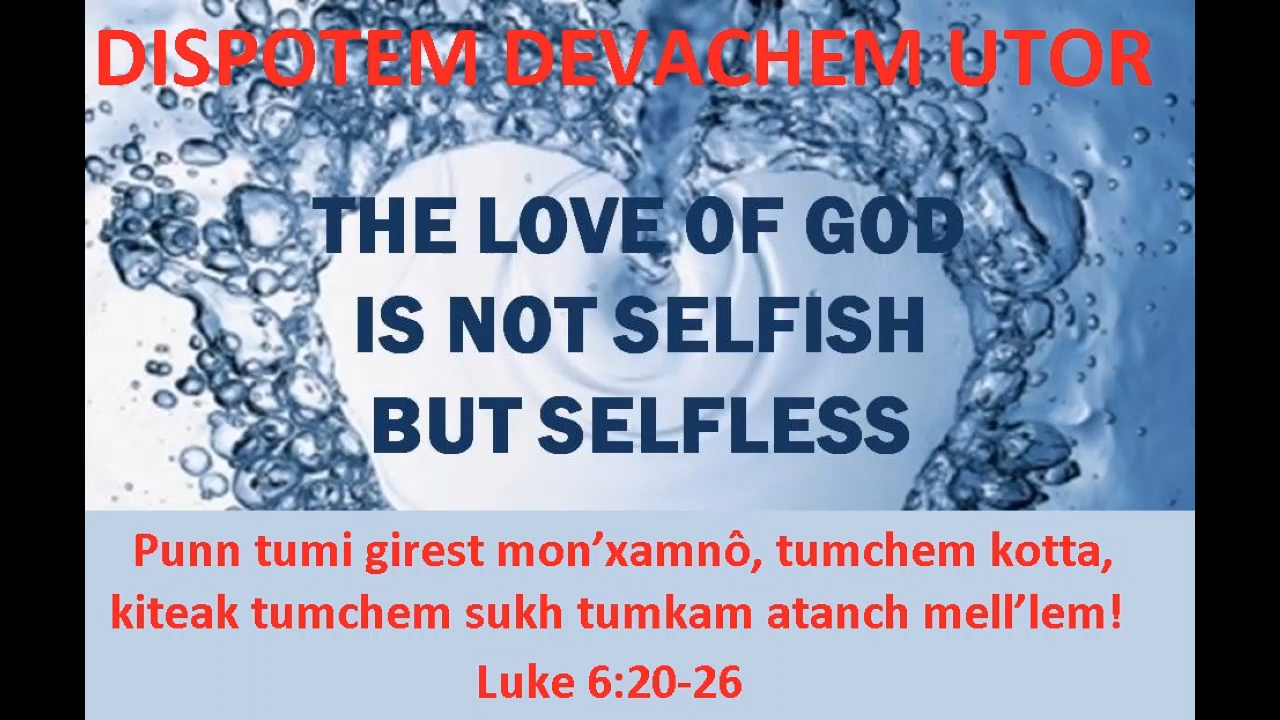 DISPOTEM DEVACHEM UTOR
THE LOVE OF GOD
IS NOT SELFISH
BUT SELFLESS
Punn tumi girest mon’xamnô, tumchem kotta,
kiteak tumchem sukh tumkam atanch mell’lem!
Luke 6:20-26